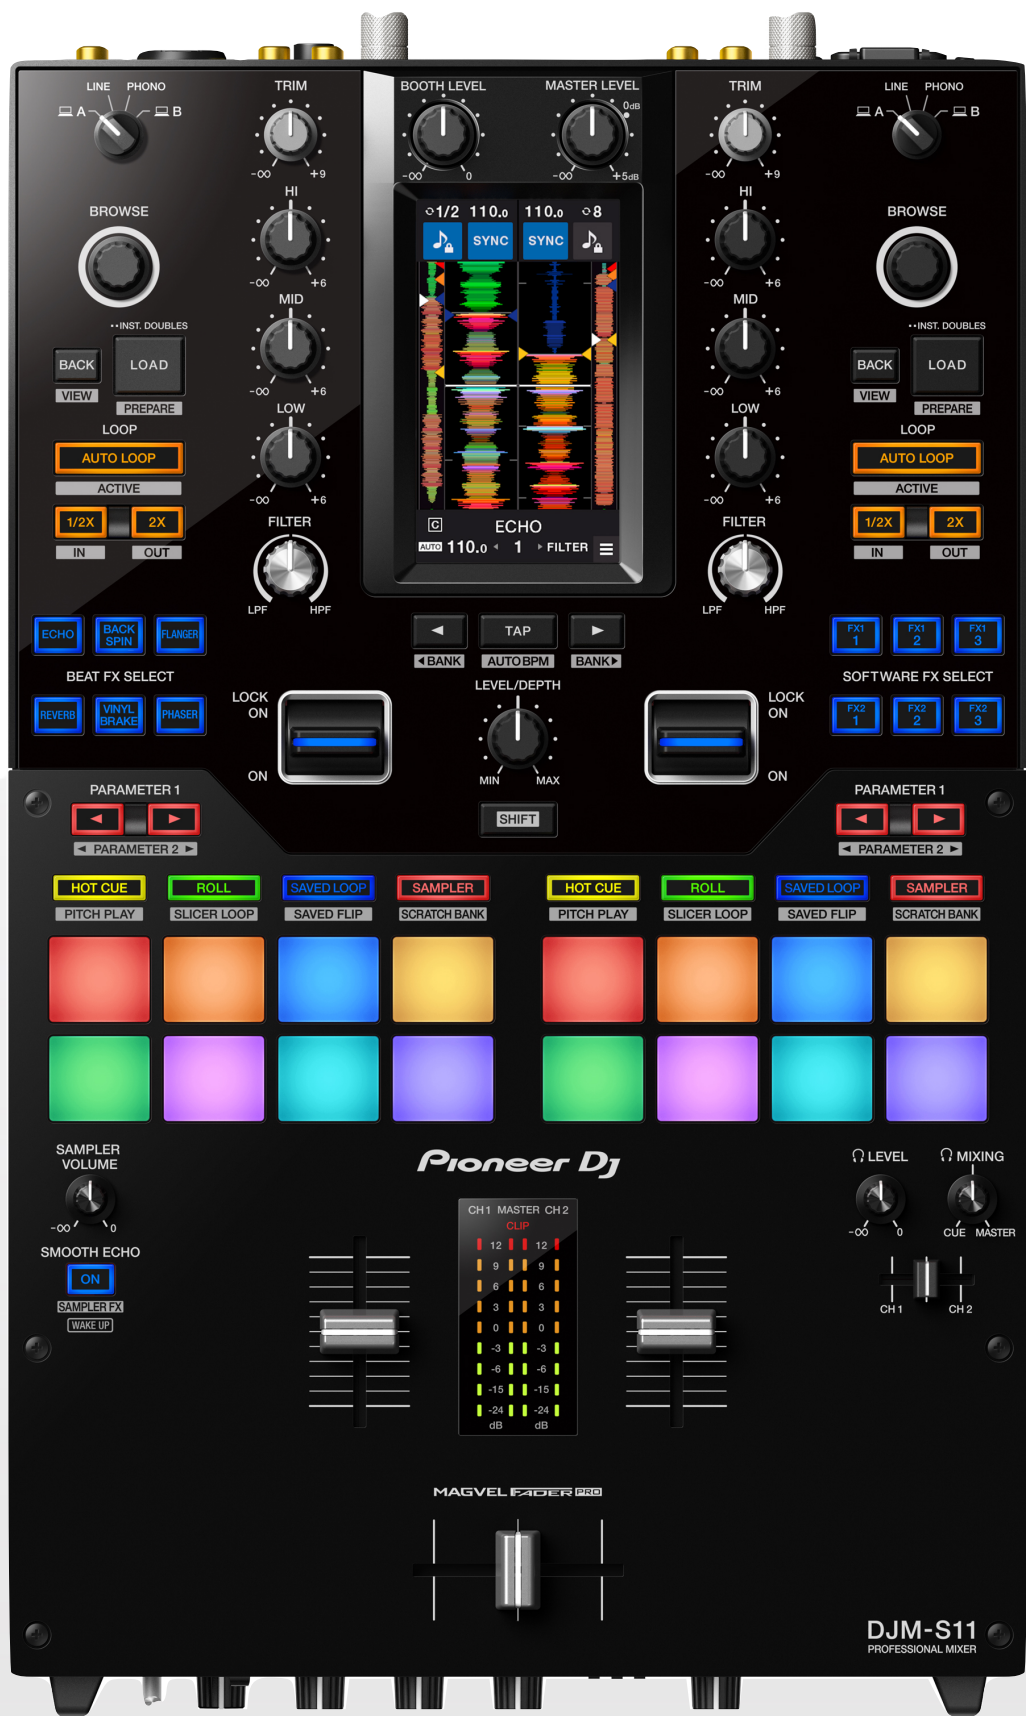 LINE PHONO
A B
TRIM
-∞ +9
BOOTH LEVEL
-∞ 0
MASTER LEVEL
0dB
-∞ +5dB
TRIM
-∞ +9
LINE PHONO
A B
BROWSE
HI
-∞ +6
1/2 110.0 110.0 8
SYNC SYNC
HI
-∞ +6
BROWSE
MID
-∞ +6
MID
-∞ +6
••INST. DOUBLES
BACK LOAD
VIEW
PREPARE
••INST. DOUBLES
BACK LOAD
VIEW
PREPARE
LOOP
AUTO LOOP
ACTIVE
1/2X 2X
IN OUT
LOW
-∞ +6
LOW
-∞ +6
LOOP
AUTO LOOP
ACTIVE
1/2X 2X
IN OUT
FILTER
LPF HPF
C ECHO
AUTO 110.0 ◂ 1 ▸ FILTER ☰
FILTER
LPF HPF
ECHO BACK SPIN FLANGER
BEAT FX SELECT
REVERB VINYL BRAKE PHASER
◄ TAP ►
◄BANK AUTO BPM BANK►
FX1 1 FX1 2 FX1 3
SOFTWARE FX SELECT
FX2 1 FX2 2 FX2 3
LOCK
ON
ON
LEVEL/DEPTH
MIN MAX
LOCK
ON
ON
SHIFT
PARAMETER 1
◄ ►
◄ PARAMETER 2 ►
PARAMETER 1
◄ ►
◄ PARAMETER 2 ►
HOT CUE ROLL SAVED LOOP SAMPLER
PITCH PLAY SLICER LOOP SAVED FLIP SCRATCH BANK
HOT CUE ROLL SAVED LOOP SAMPLER
PITCH PLAY SLICER LOOP SAVED FLIP SCRATCH BANK
SAMPLER
VOLUME
-∞ 0
Pioneer Dj
LEVEL
-∞ 0
MIXING
CUE MASTER
SMOOTH ECHO
ON
SAMPLER FX
WAKE UP
CH1 MASTER CH2
CLIP
12 12
9 9
6 6
3 3
0 0
-3 -3
-6 -6
-15 -15
-24 -24
dB dB
CH 1 CH 2
MAGVEL FADER PRO
DJM-S11
PROFESSIONAL MIXER